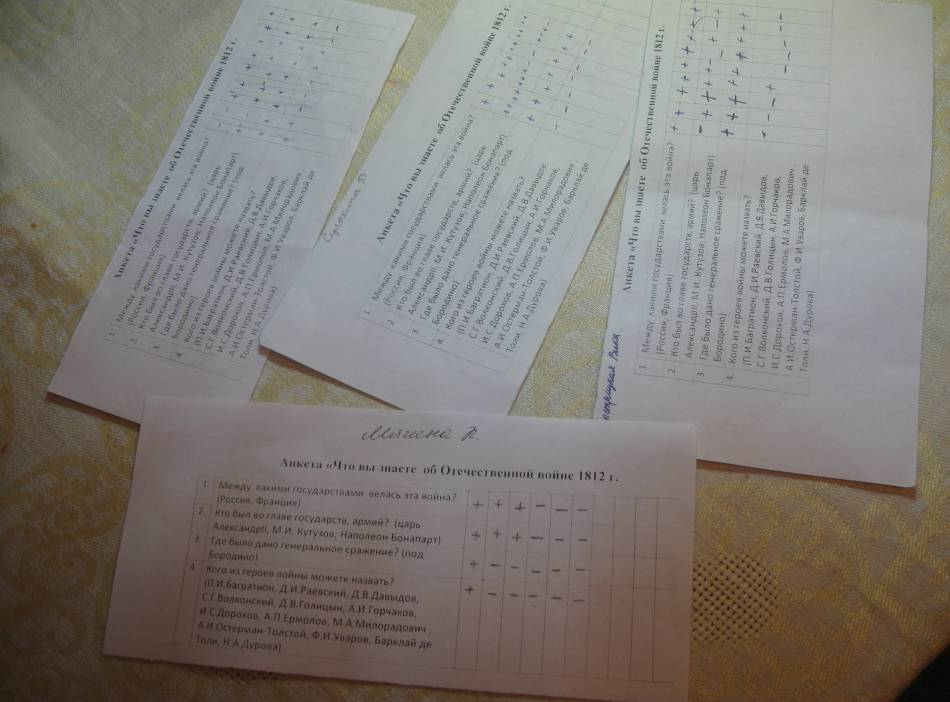 Анкета «Что вы знаете об Отечественной войне 1812 г.
1. Между какими государствами велась эта война?
(Россия, Франция)
2. Кто был во главе государств, армий? (царь
АлександрII, М.И. Кутузов; Наполеон Бонапарт)
3. Где было дано генеральное сражение? (под
Бородино)
4. Кого из героев войны можете назвать?
(П.И.Багратион, Д.И.Раевский, Д.В.Давыдов,
С.Г.Волконский, Д.В.Голицын, А.И.Горчаков,
И.С.Дорохов, А.П.Ермолов, М.А.Милорадович,
А.И.Остерман-Толстой, Ф.И.Уваров, Барклай де
Толи, Н.А.Дурова)
Анкета «Что вы знаете об Отечественной войне 1812 г.
1. Между какими государствами велась эта война?
(Россия, Франция)
2. Кто был во главе государств, армий? (царь
АлександрII, М.И. Кутузов; Наполеон Бонапарт)
3. Где было дано генеральное сражение? (под
Бородино)
4. Кого из героев войны можете назвать?
(П.И.Багратион, Д.И.Раевский, Д.В.Давыдов,
С.Г.Волконский, Д.В.Голицын, А.И.Горчаков,
И.С.Дорохов, А.П.Ермолов, М.А.Милорадович,
А.И.Остерман-Толстой, Ф.И.Уваров, Барклай де
Толи, Н.А.Дурова)
Анкета «Что вы знаете об Отечественной войне 1812 г.
1. Между какими государствами велась эта война?
(Россия, Франция)
2. Кто был во главе государств, армий? (царь
АлександрII, М.И. Кутузов; Наполеон Бонапарт)
3. Где было дано генеральное сражение? (под
Бородино)
4. Кого из героев войны можете назвать?
(П.И.Багратион, Д.И.Раевский, Д.В.Давыдов,
С.Г.Волконский, Д.В.Голицын, А.И.Горчаков,
И.С.Дорохов, А.П.Ермолов, М.А.Милорадович,
А.И.Остерман-Толстой, Ф.И.Уваров, Барклай де
Толи, Н.А.Дурова)
Анкета «Что вы знаете об Отечественной войне 1812 г.
1. Между какими государствами велась эта война? + + + - - -
(Россия, Франция)
2. Кто был во главе государств, армий? (царь + + + - - -
АлександрII, М.И. Кутузов, Наполеон Бонапарт)
3. Где было дано генеральное сражение? (под + - - - - -
Бородино)
4. Кого из героев войны можете назвать? + - - - - -
(П.И.Багратион, Д.И.Раевский, Д.В.Давыдов,
С.Г.Волконский, Д.В.Голицын, А.И.Горчаков,
И.С.Дорохов, А.П.Ермолов, М.А.Милорадович,
А.И.Остерман-Толстой, Ф.И.Уваров, Барклай де
Толи, Н.А.Дурова)